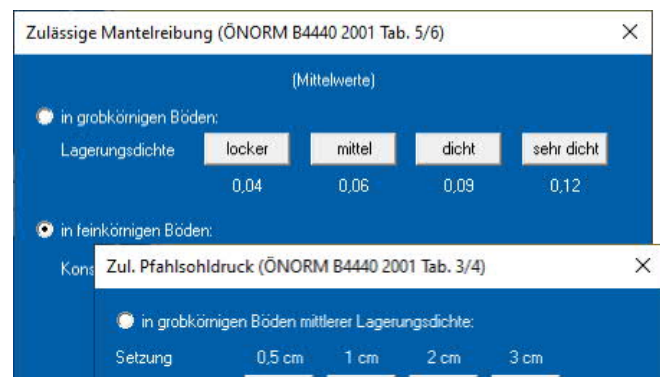 Zulässige Mantelreibung (ÖNORM B4440 2001 Tab. 5/6)
(Mittelwerte)
in grobkörnigen Böden:
Lagerungsdichte locker mittel dicht sehr dicht
0,04 0,06 0,09 0,12
in feinkörnigen Böden:
Kons
Zul. Pfahlsohldruck (ÖNORM B4440 2001 Tab. 3/4)
in grobkörnigen Böden mittlerer Lagerungsdichte:
Setzung 0,5 cm 1 cm 2 cm 3 cm